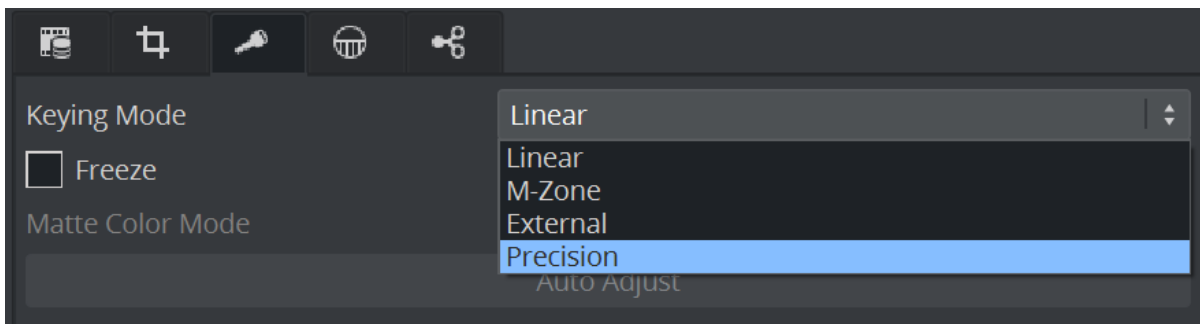 Keying Mode Linear
Freeze
Linear
M-Zone
External
Precision
Matte Color Mode
Auto Adjust